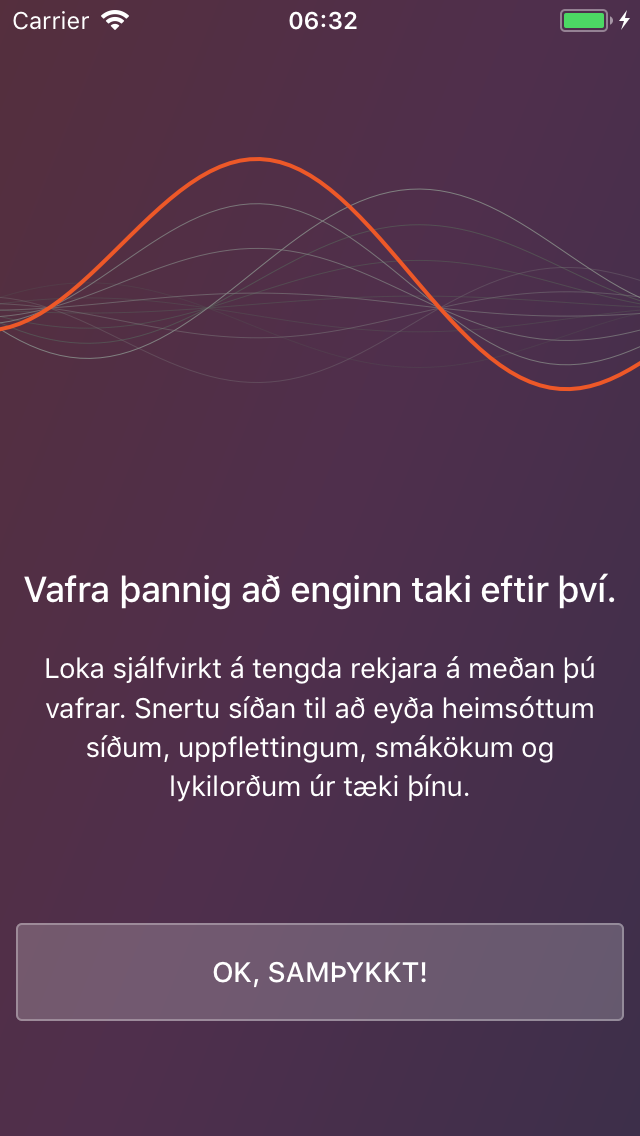 Carrier 06:32
Vafra þannig að enginn taki eftir því.
Loka sjálfvirkt á tengda rekjara á meðan þú
vafrar. Snertu síðan til að eyða heimsóttum
síðum, uppflettingum, smákökum og
lykilorðum úr tæki þínu.
OK, SAMÞYKKT!